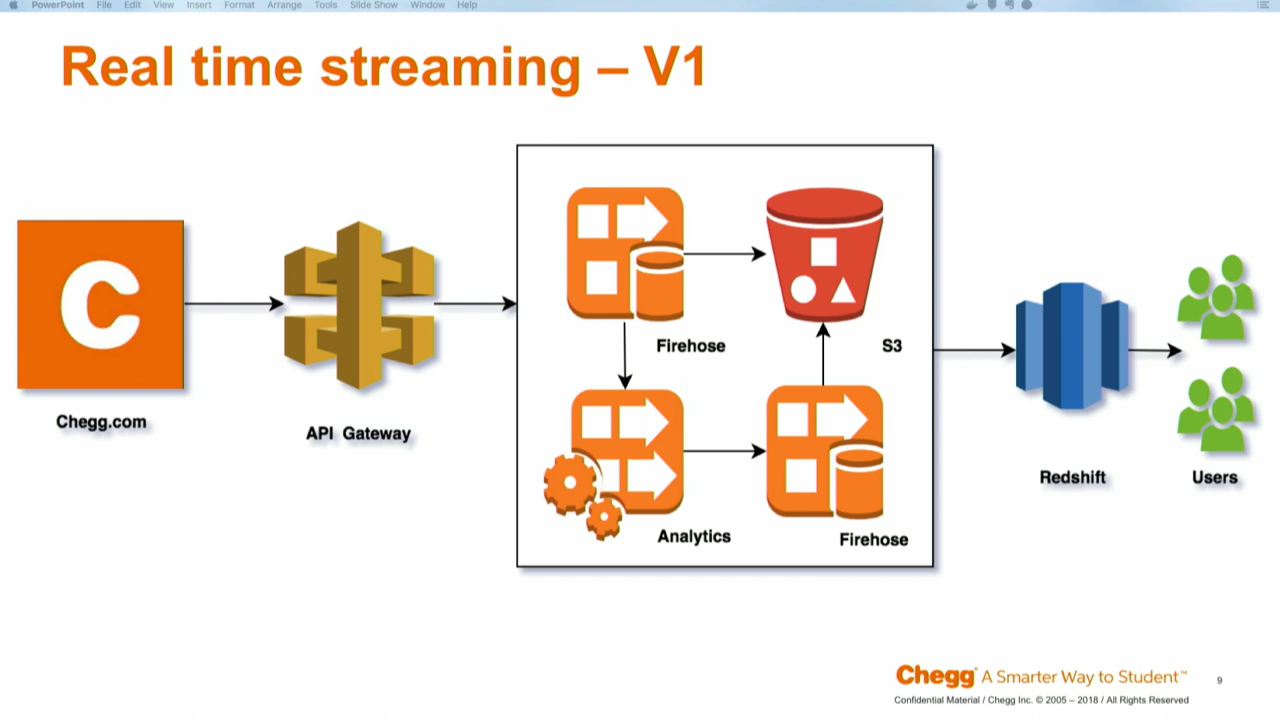 PowerPoint File Edit View Insert Format Arrange Tools Slide Show Window Help
Real time streaming – V1
C
Chegg.com
API Gateway
Firehose
S3
Analytics
Firehose
Redshift
Users
Chegg® A Smarter Way to Student™
9
Confidential Material / Chegg Inc. © 2005 – 2018 / All Rights Reserved